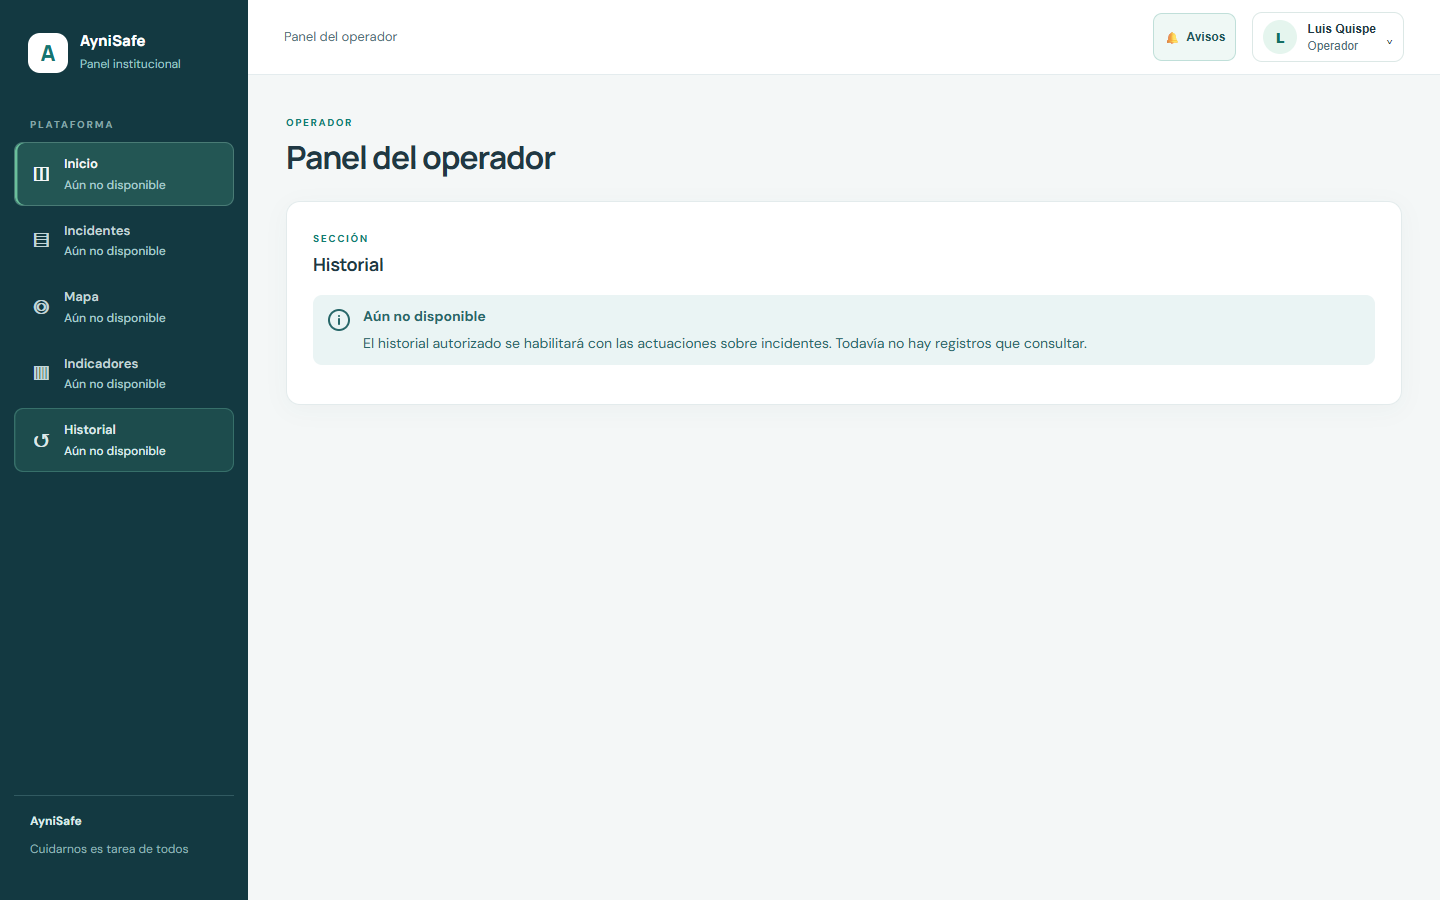 A
AyniSafe
Panel institucional
PLATAFORMA
Inicio
Aún no disponible
Incidentes
Aún no disponible
Mapa
Aún no disponible
Indicadores
Aún no disponible
Historial
Aún no disponible
AyniSafe
Cuidarnos es tarea de todos
Panel del operador
Avisos
L
Luis Quispe
Operador
OPERADOR
Panel del operador
SECCIÓN
Historial
Aún no disponible
El historial autorizado se habilitará con las actuaciones sobre incidentes. Todavía no hay registros que consultar.